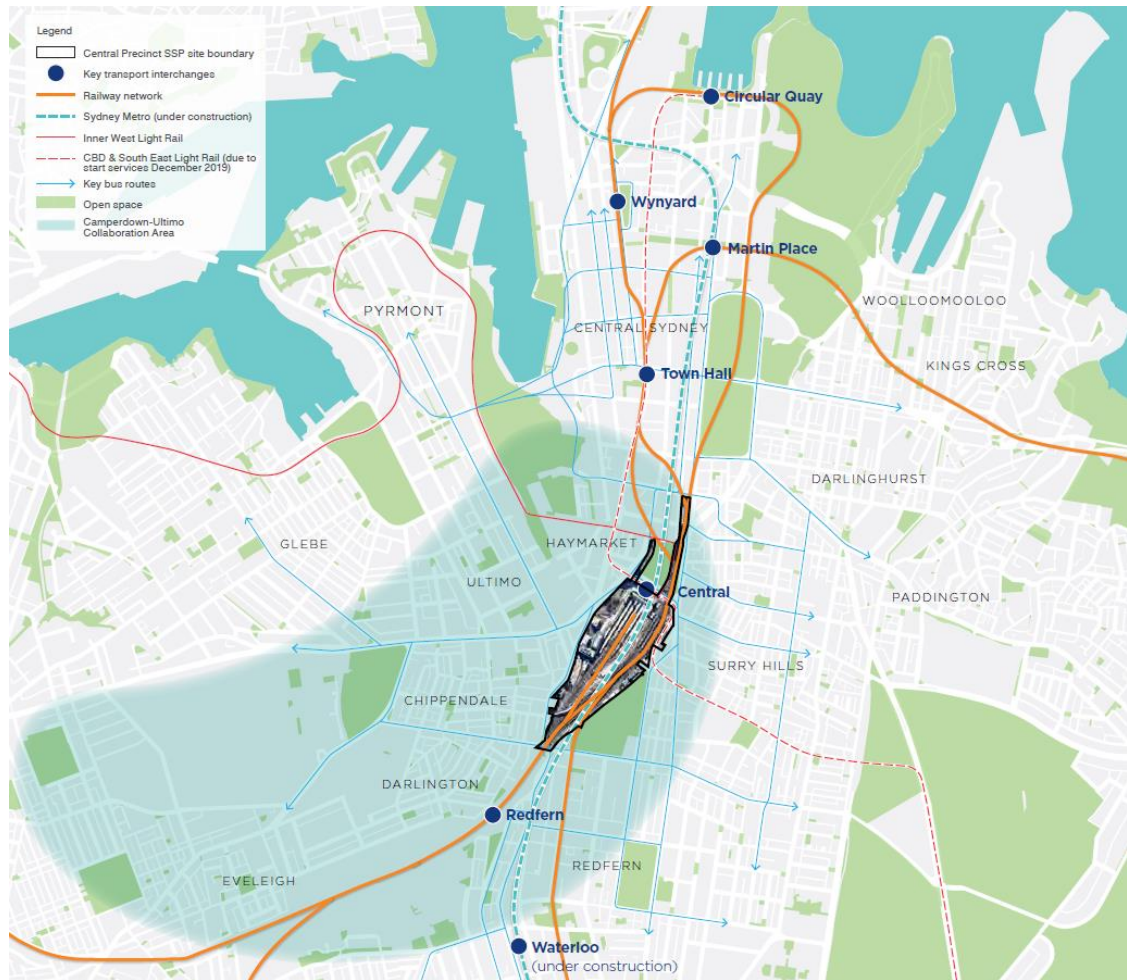 Legend
Central Precinct SSP site boundary
Key transport interchanges
Railway network
Sydney Metro (under construction)
Inner West Light Rail
CBD & South East Light Rail (due to
start services December 2019)
Key bus routes
Open space
Camperdown-Ultimo
Collaboration Area
Circular Quay
Wynyard
Martin Place
WOOLLOOMOOLOO
PYRMONT
CENTRAL SYDNEY
KINGS CROSS
Town Hall
DARLINGHURST
GLEBE
HAYMARKET
ULTIMO
Central
PADDINGTON
SURRY HILLS
CHIPPENDALE
DARLINGTON
Redfern
REDFERN
EVELEIGH
Waterloo
(under construction)